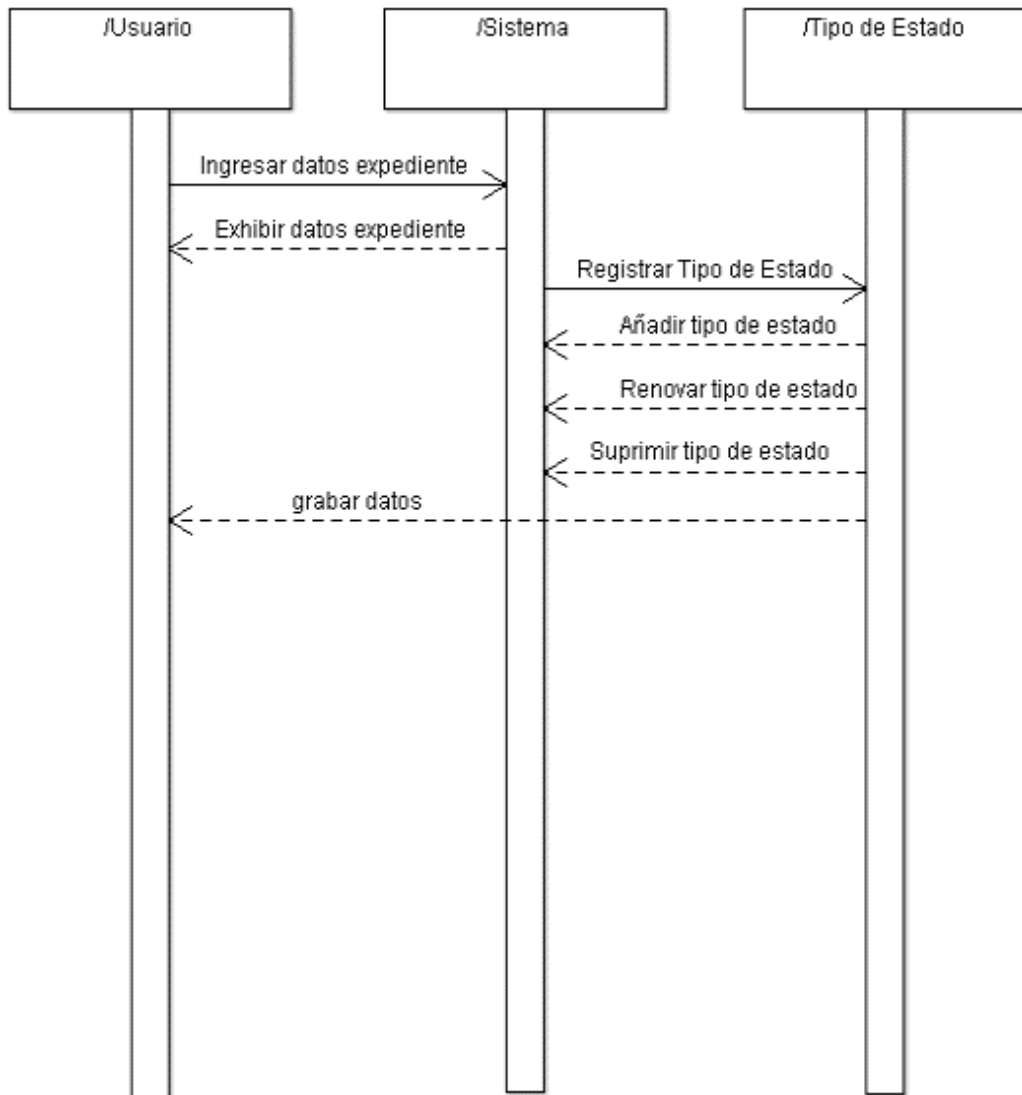 /Usuario
/Sistema
/Tipo de Estado
Ingresar datos expediente
Exhibir datos expediente
Registrar Tipo de Estado
Añadir tipo de estado
Renovar tipo de estado
Suprimir tipo de estado
grabar datos